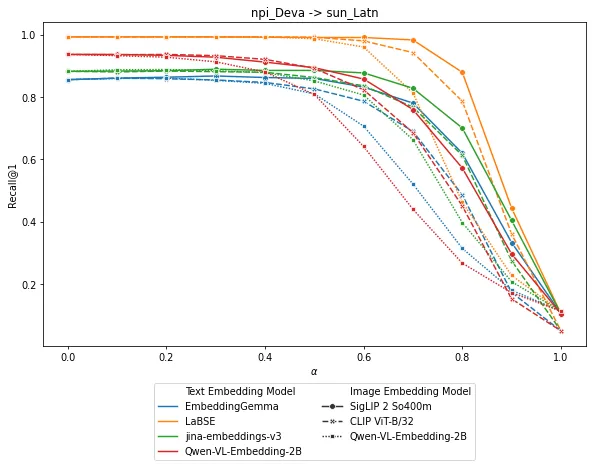 npi_Deva -> sun_Latn
1.0
0.8
0.6
0.4
0.2
Recall@1
0.0 0.2 0.4 0.6 0.8 1.0
α
Text Embedding Model Image Embedding Model
EmbeddingGemma SigLIP 2 So400m
LaBSE CLIP ViT-B/32
jina-embeddings-v3 Qwen-VL-Embedding-2B
Qwen-VL-Embedding-2B